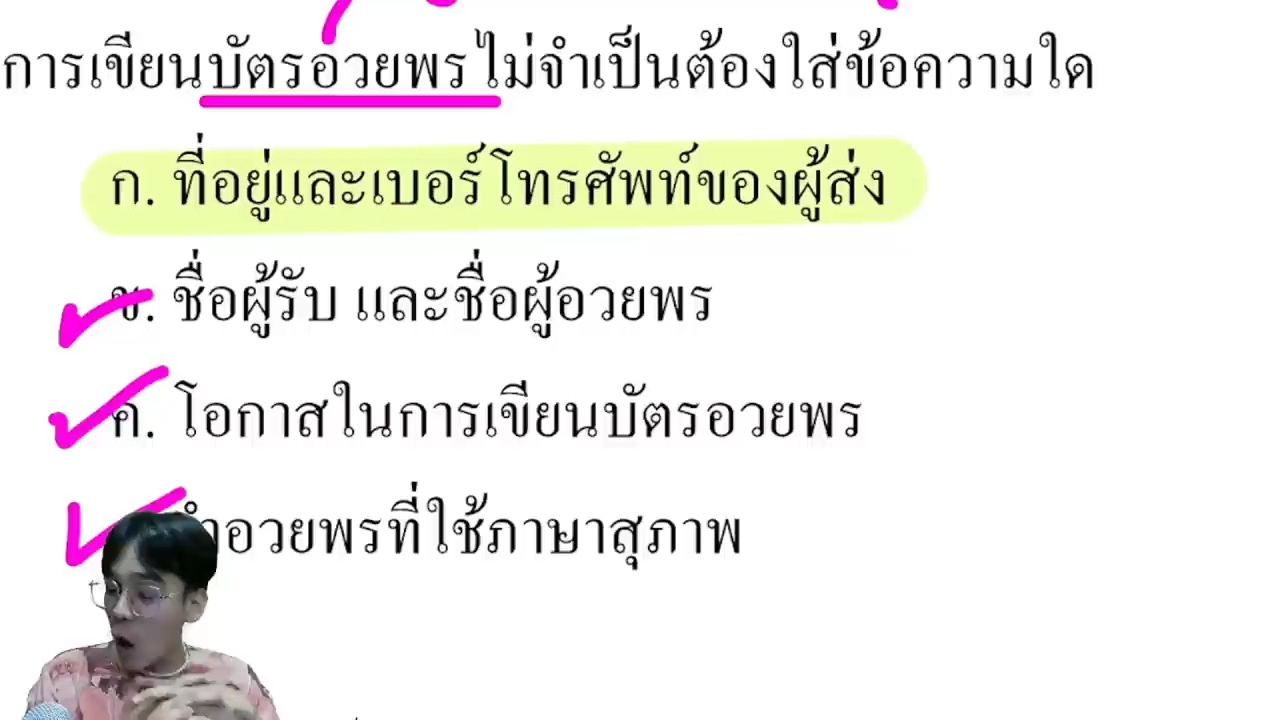 การเขียนบัตรอวยพรไม่จำเป็นต้องใส่ข้อความใด
ก. ที่อยู่และเบอร์โทรศัพท์ของผู้ส่ง
ข. ชื่อผู้รับ และชื่อผู้อวยพร
ค. โอกาสในการเขียนบัตรอวยพร
คำอวยพรที่ใช้ภาษาสุภาพ